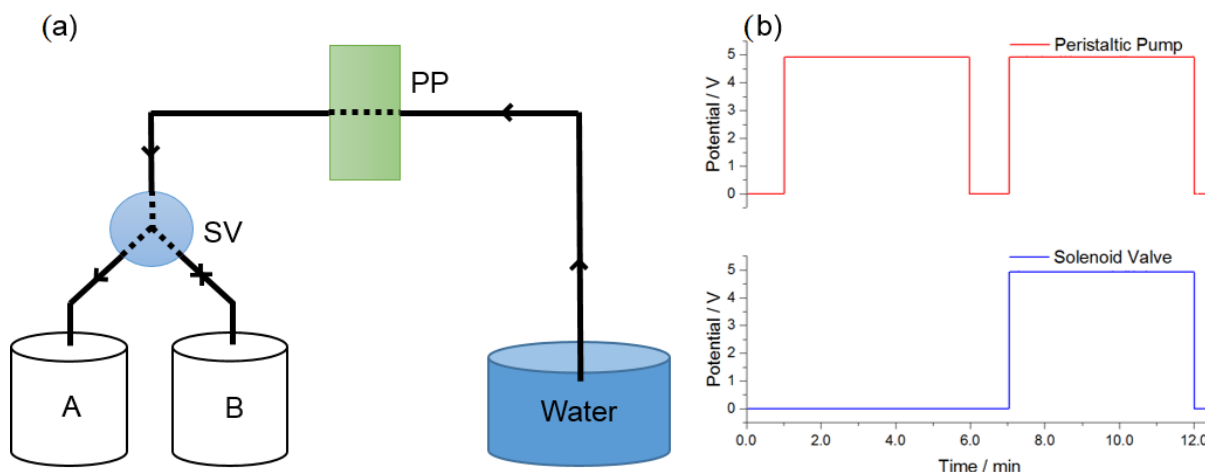 (a)
PP
SV
A
B
Water
(b)
Peristaltic Pump
Potential / V
5
4
3
2
1
0
Solenoid Valve
Potential / V
5
4
3
2
1
0
0.0 2.0 4.0 6.0 8.0 10.0 12.0
Time / min